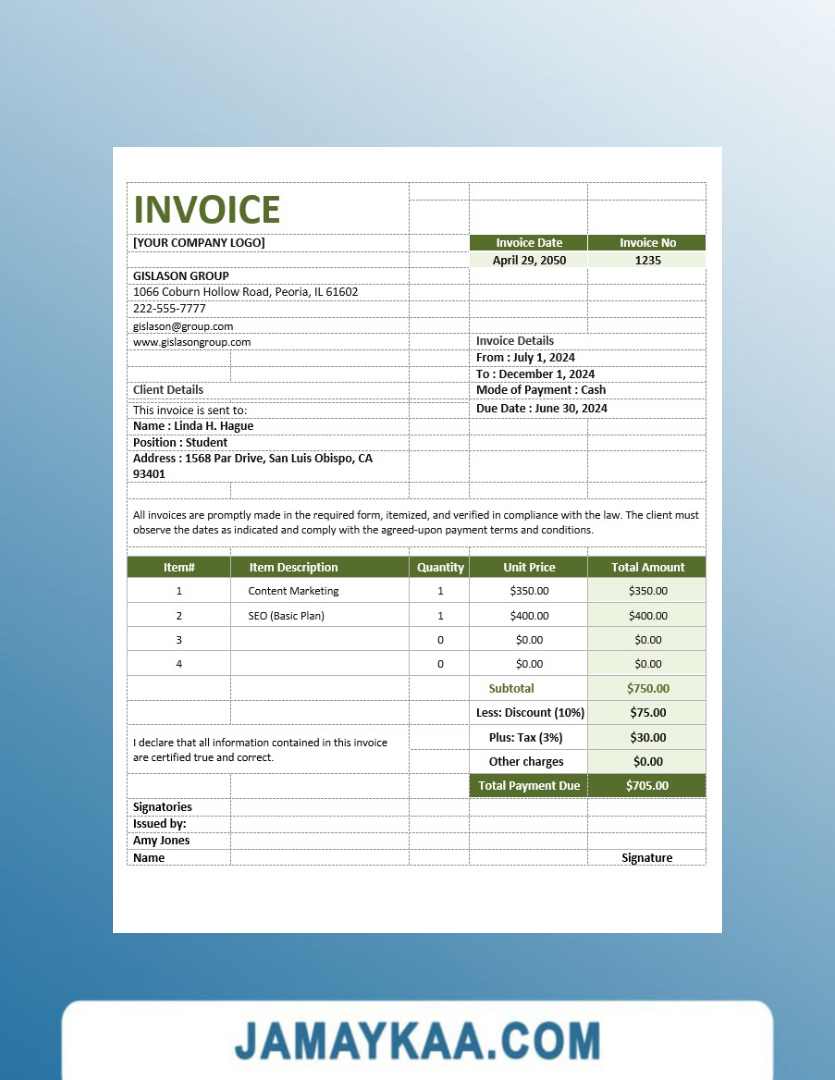 INVOICE
[YOUR COMPANY LOGO]
Invoice Date Invoice No
April 29, 2050 1235
GISLASON GROUP
1066 Coburn Hollow Road, Peoria, IL 61602
222-555-7777
gislason@group.com
www.gislasongroup.com
Invoice Details
From : July 1, 2024
To : December 1, 2024
Client Details
Mode of Payment : Cash
This invoice is sent to:
Due Date : June 30, 2024
Name : Linda H. Hague
Position : Student
Address : 1568 Par Drive, San Luis Obispo, CA
93401
All invoices are promptly made in the required form, itemized, and verified in compliance with the law. The client must
observe the dates as indicated and comply with the agreed-upon payment terms and conditions.
Item# Item Description Quantity Unit Price Total Amount
1 Content Marketing 1 $350.00 $350.00
2 SEO (Basic Plan) 1 $400.00 $400.00
3 0 $0.00 $0.00
4 0 $0.00 $0.00
Subtotal $750.00
Less: Discount (10%) $75.00
Plus: Tax (3%) $30.00
I declare that all information contained in this invoice
are certified true and correct.
Other charges $0.00
Total Payment Due $705.00
Signatories
Issued by:
Amy Jones
Name Signature
JAMAYKAA.COM